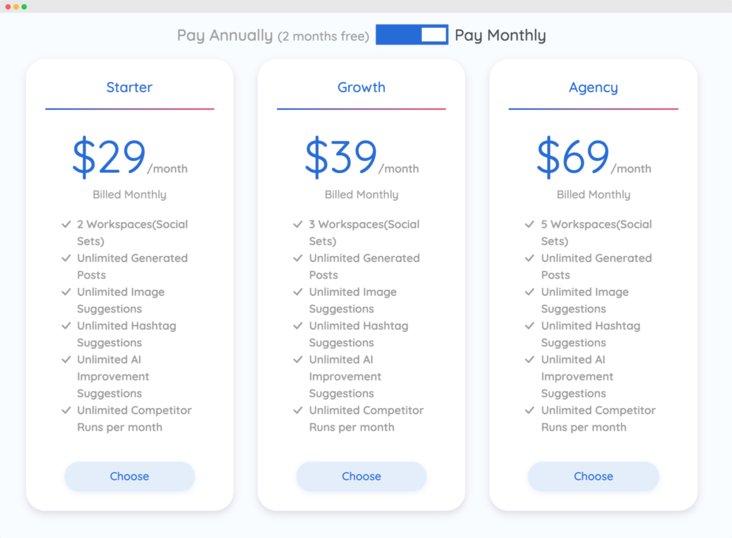 Pay Annually (2 months free) Pay Monthly
Starter
$29/month
Billed Monthly
2 Workspaces(Social
Sets)
Unlimited Generated
Posts
Unlimited Image
Suggestions
Unlimited Hashtag
Suggestions
Unlimited AI
Improvement
Suggestions
Unlimited Competitor
Runs per month
Choose
Growth
$39/month
Billed Monthly
3 Workspaces(Social
Sets)
Unlimited Generated
Posts
Unlimited Image
Suggestions
Unlimited Hashtag
Suggestions
Unlimited AI
Improvement
Suggestions
Unlimited Competitor
Runs per month
Choose
Agency
$69/month
Billed Monthly
5 Workspaces(Social
Sets)
Unlimited Generated
Posts
Unlimited Image
Suggestions
Unlimited Hashtag
Suggestions
Unlimited AI
Improvement
Suggestions
Unlimited Competitor
Runs per month
Choose